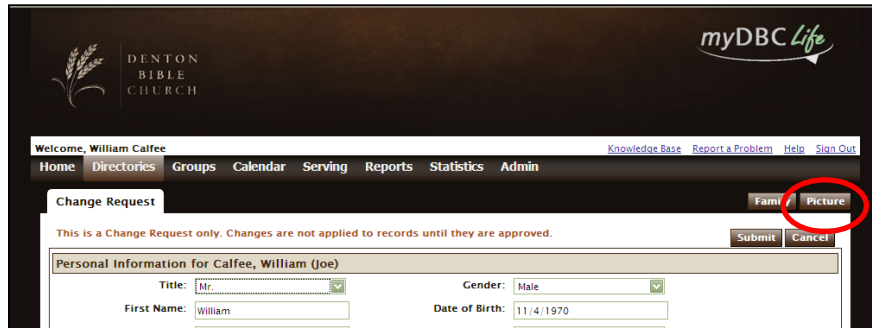 myDBC Life
DENTON
BIBLE
CHURCH
Welcome, William Calfee
Knowledge Base Report a Problem Help Sign Out
Home Directories Groups Calendar Serving Reports Statistics Admin
Change Request
Family Picture
This is a Change Request only. Changes are not applied to records until they are approved.
Submit Cancel
Personal Information for Calfee, William (Joe)
Title: Mr. Gender: Male
First Name: William Date of Birth: 11/4/1970